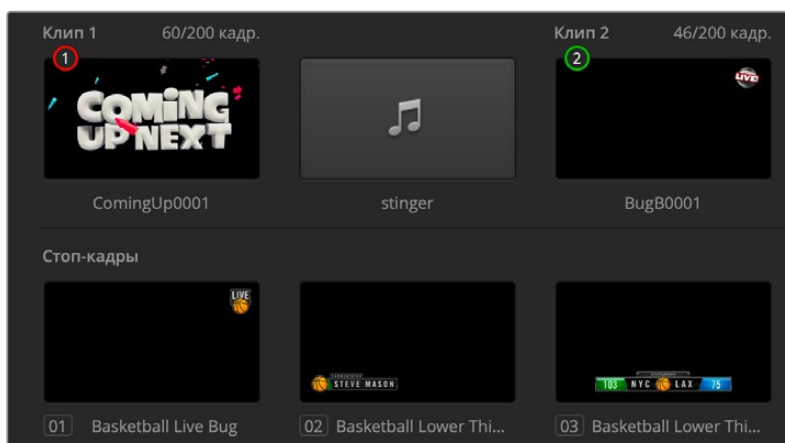 Клип 1 60/200 кадр. Клип 2 46/200 кадр.
1 2
COMING
UP NEXT
LIVE
ComingUp0001 stinger BugB0001
Стоп-кадры
LIVE
STEVE MASON
103 NYC LAX 75
01 Basketball Live Bug 02 Basketball Lower Thi... 03 Basketball Lower Thi...